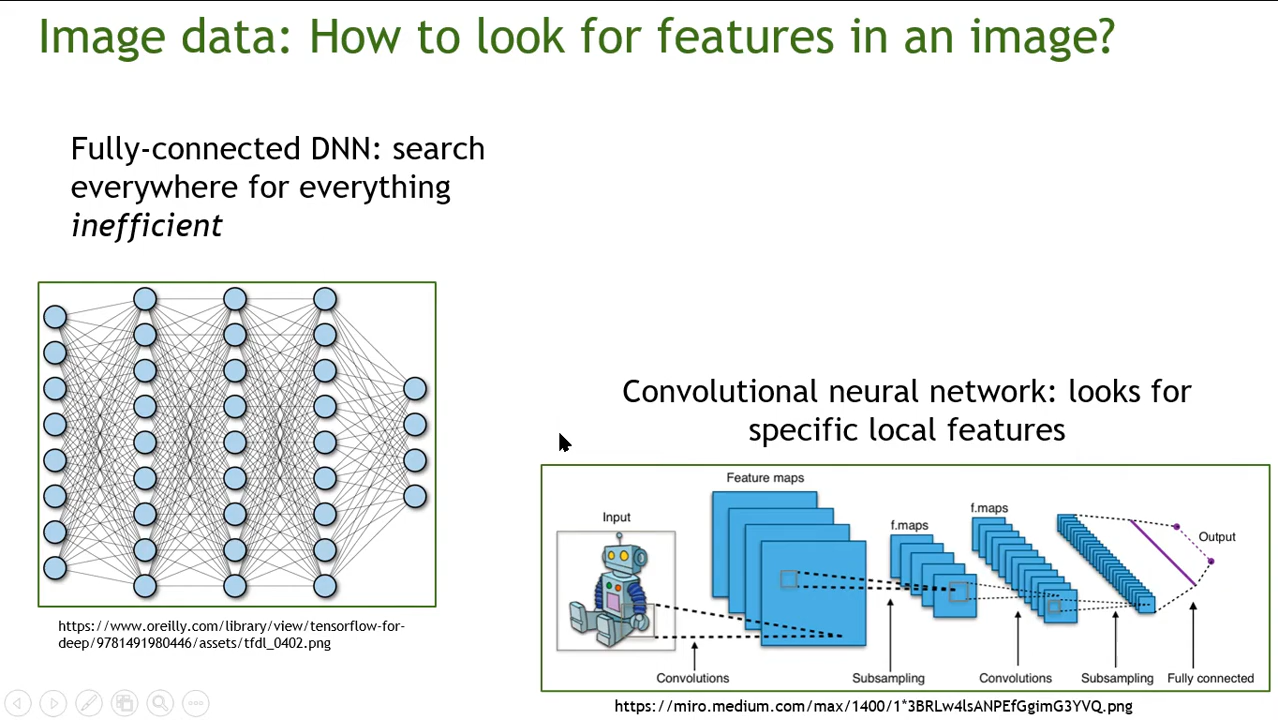 Image data: How to look for features in an image?
Fully-connected DNN: search
everywhere for everything
inefficient
https://www.oreilly.com/library/view/tensorflow-for-
deep/9781491980446/assets/tfdl_0402.png
Convolutional neural network: looks for
specific local features
Feature maps
Input
f.maps
f.maps
Output
Convolutions
Subsampling
Convolutions
Subsampling
Fully connected
https://miro.medium.com/max/1400/1*3BRLw4lsANPEfGgimG3YVQ.png